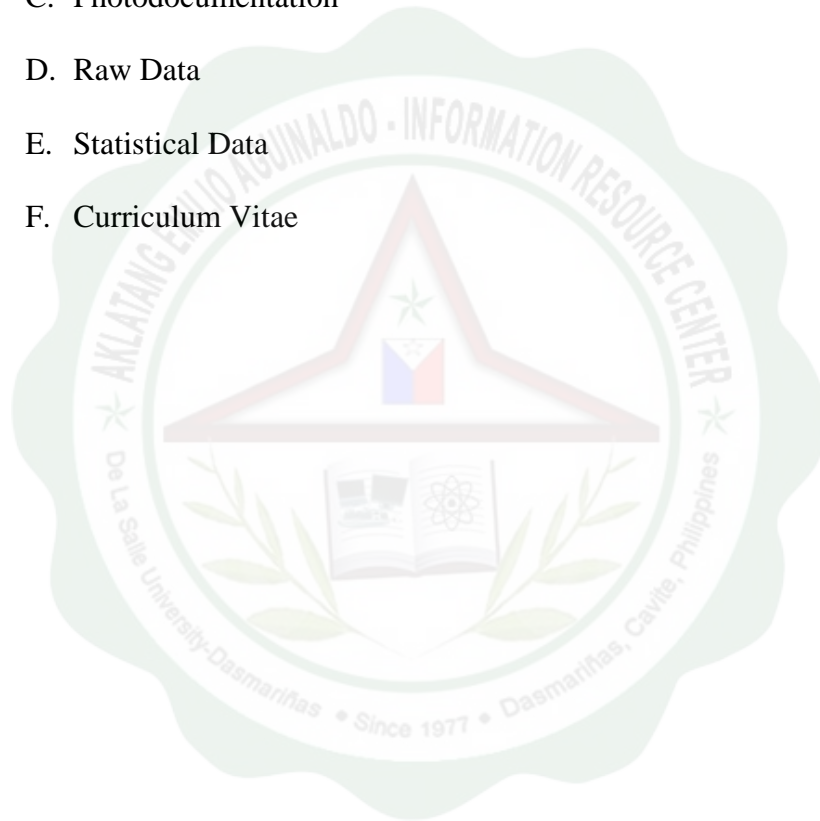 C. Photodocumentation
D. Raw Data
E. Statistical Data
F. Curriculum Vitae
AKLATANG EMILIO AGUINALDO - INFORMATION RESOURCE CENTER
De La Salle University-Dasmariñas • Since 1977 • Dasmariñas, Cavite, Philippines